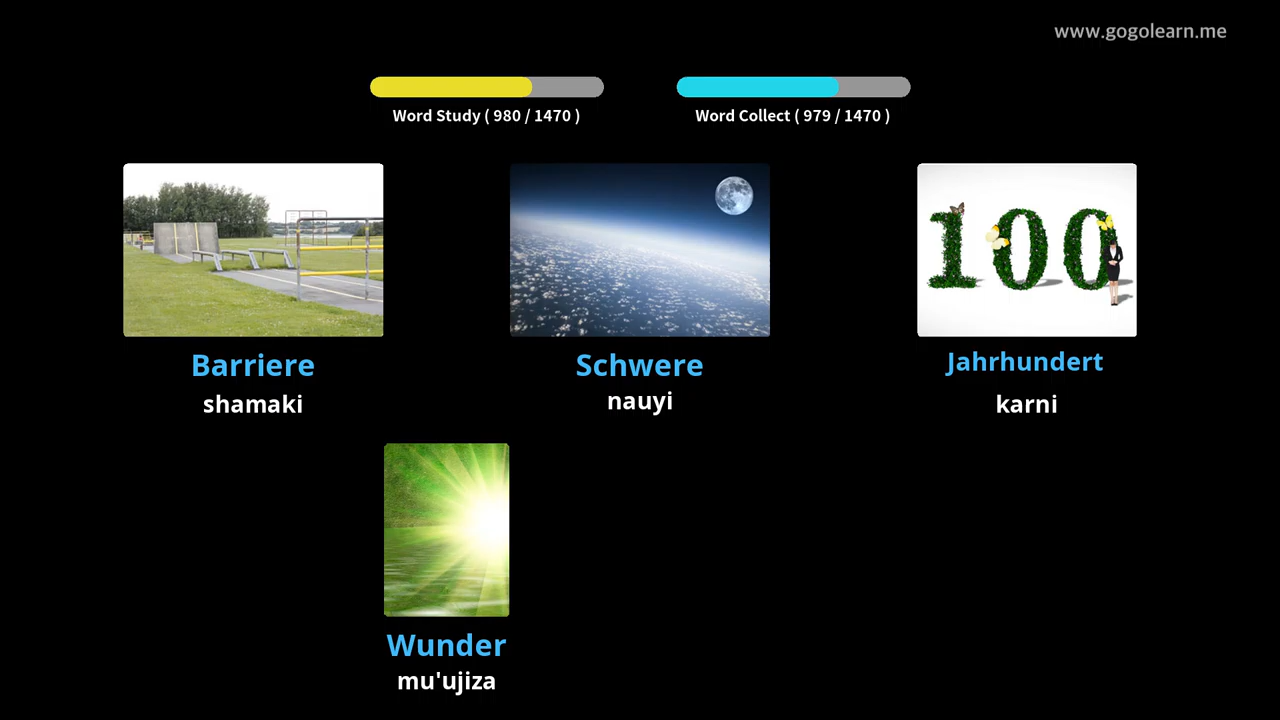 www.gogolearn.me
Word Study ( 980 / 1470 )
Word Collect ( 979 / 1470 )
100
Barriere
shamaki
Schwere
nauyi
Jahrhundert
karni
Wunder
mu'ujiza